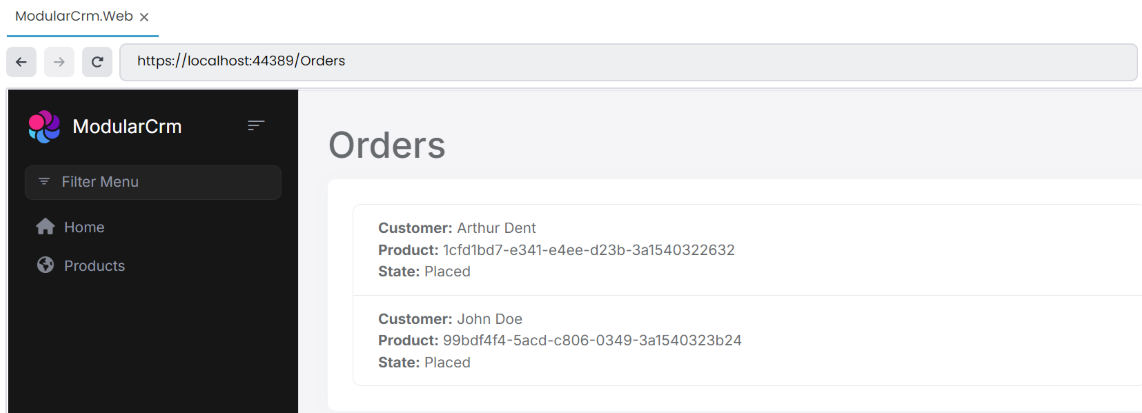 ModularCrm.Web
https://localhost:44389/Orders
ModularCrm
Filter Menu
Home
Products
Orders
Customer: Arthur Dent
Product: 1cfd1bd7-e341-e4ee-d23b-3a1540322632
State: Placed
Customer: John Doe
Product: 99bdf4f4-5acd-c806-0349-3a1540323b24
State: Placed